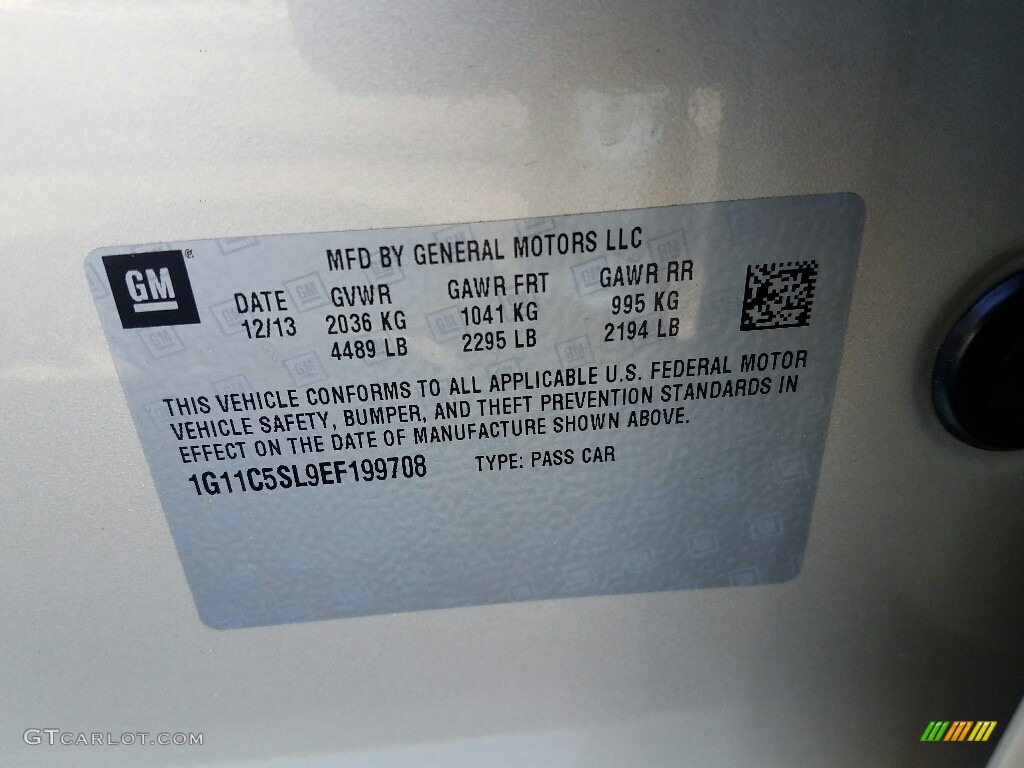 GM
MFD BY GENERAL MOTORS LLC
DATE GVWR GAWR FRT GAWR RR
12/13 2036 KG 1041 KG 995 KG
4489 LB 2295 LB 2194 LB
THIS VEHICLE CONFORMS TO ALL APPLICABLE U.S. FEDERAL MOTOR
VEHICLE SAFETY, BUMPER, AND THEFT PREVENTION STANDARDS IN
EFFECT ON THE DATE OF MANUFACTURE SHOWN ABOVE.
1G11C5SL9EF199708 TYPE: PASS CAR
GTCARLOT.COM